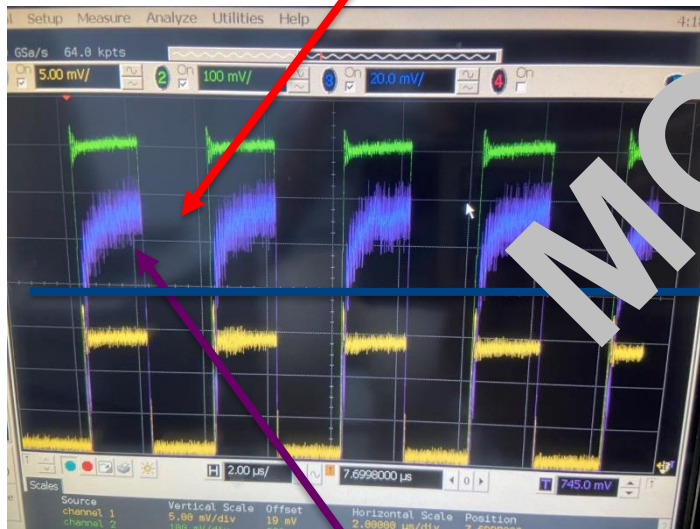 Setup Measure Analyze Utilities Help
4:18
GSa/s 64.0 kpts
On 5.00 mV/ 2 On 100 mV/ 3 On 20.0 mV/ 4 On
H 2.00 µs/ 7.6998000 µs 0 T 745.0 mV
Scales
Source Vertical Scale Offset Horizontal Scale Position
channel 1 5.00 mV/div 19 mV 2.00000 µs/div
channel 2